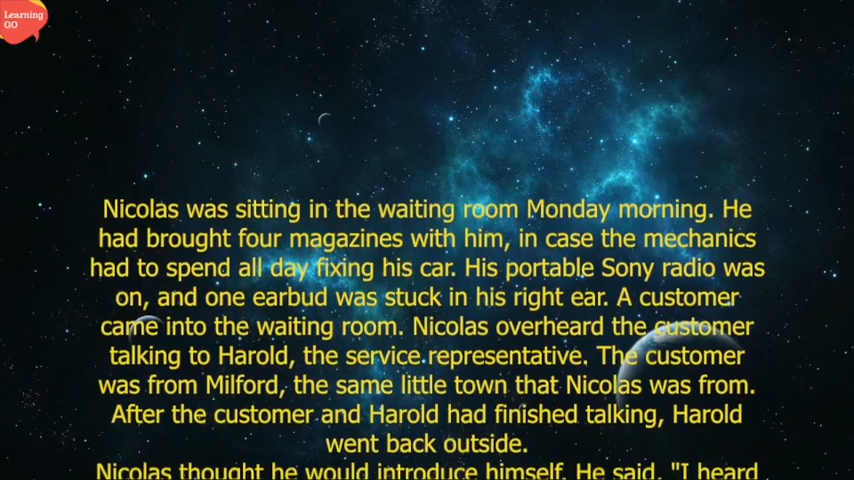 Learning
GO
Nicolas was sitting in the waiting room Monday morning. He
had brought four magazines with him, in case the mechanics
had to spend all day fixing his car. His portable Sony radio was
on, and one earbud was stuck in his right ear. A customer
came into the waiting room. Nicolas overheard the customer
talking to Harold, the service representative. The customer
was from Milford, the same little town that Nicolas was from.
After the customer and Harold had finished talking, Harold
went back outside.
Nicolas thought he would introduce himself. He said, "I heard